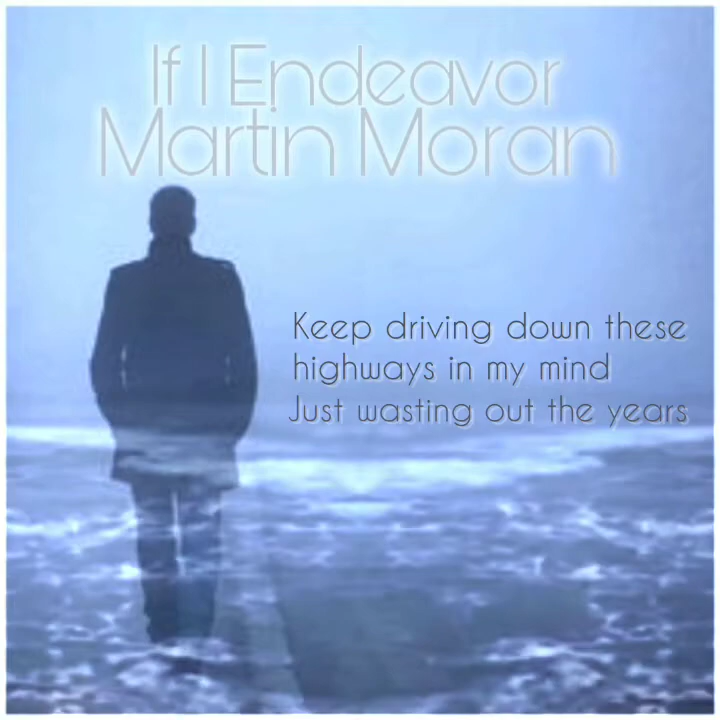 If I Endeavor
Martin Moran
Keep driving down these
highways in my mind
Just wasting out the years